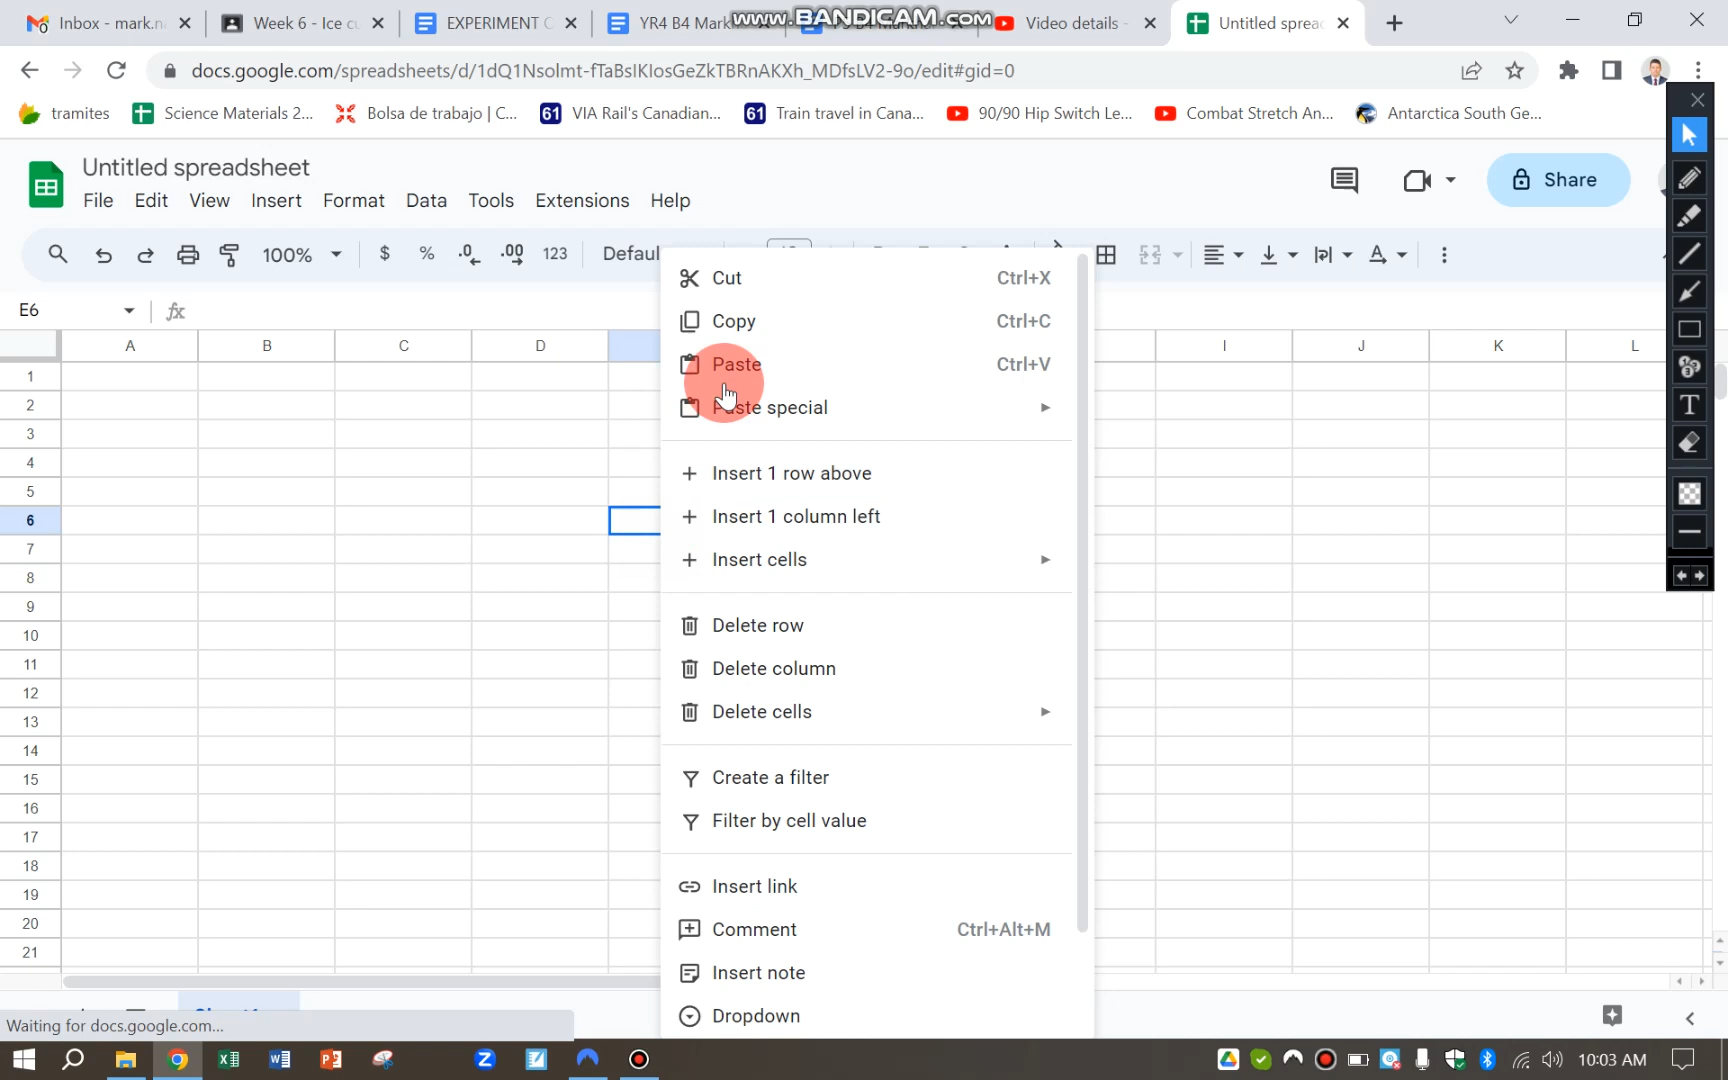 Inbox - mark.n
Week 6 - Ice cu
EXPERIMENT C
YR4 B4 Mark
www.BANDICAM.com
Video details -
Untitled spread
docs.google.com/spreadsheets/d/1dQ1Nsolmt-fTaBsIKIosGeZkTBRnAKXh_MDfsLV2-9o/edit#gid=0
tramites
Science Materials 2...
Bolsa de trabajo | C...
61 VIA Rail's Canadian...
61 Train travel in Cana...
90/90 Hip Switch Le...
Combat Stretch An...
Antarctica South Ge...
Untitled spreadsheet
File Edit View Insert Format Data Tools Extensions Help
Share
100% $ % .0 .00 123 Defaul
E6 fx
A B C D I J K L
1
2
3
4
5
6
7
8
9
10
11
12
13
14
15
16
17
18
19
20
21
Cut Ctrl+X
Copy Ctrl+C
Paste Ctrl+V
Paste special
Insert 1 row above
Insert 1 column left
Insert cells
Delete row
Delete column
Delete cells
Create a filter
Filter by cell value
Insert link
Comment Ctrl+Alt+M
Insert note
Dropdown
T
Waiting for docs.google.com...
10:03 AM